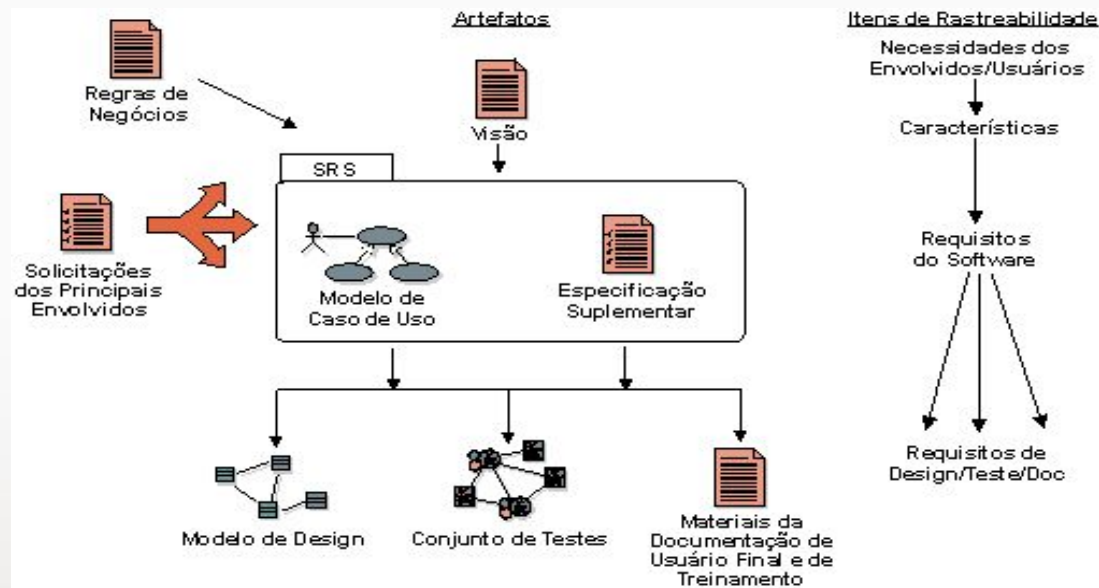 Artefatos
Itens de Rastreabilidade
Necessidades dos
Envolvidos/Usuários
Regras de
Negócios
Visão
Características
SRS
Solicitações
dos Principais
Envolvidos
Modelo de
Caso de Uso
Especificação
Suplementar
Requisitos
do Software
Requisitos de
Design/Teste/Doc
Modelo de Design
Conjunto de Testes
Materiais da
Documentação de
Usuário Final e de
Treinamento